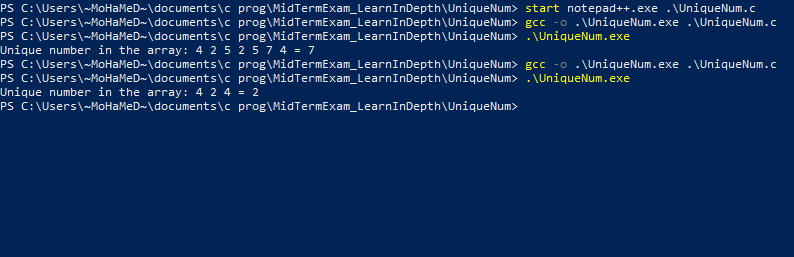 PS C:\Users\~MoHaMeD~\documents\c prog\MidTermExam_LearnInDepth\UniqueNum> start notepad++.exe .\UniqueNum.c
PS C:\Users\~MoHaMeD~\documents\c prog\MidTermExam_LearnInDepth\UniqueNum> gcc -o .\UniqueNum.exe .\UniqueNum.c
PS C:\Users\~MoHaMeD~\documents\c prog\MidTermExam_LearnInDepth\UniqueNum> .\UniqueNum.exe
Unique number in the array: 4 2 5 2 5 7 4 = 7
PS C:\Users\~MoHaMeD~\documents\c prog\MidTermExam_LearnInDepth\UniqueNum> gcc -o .\UniqueNum.exe .\UniqueNum.c
PS C:\Users\~MoHaMeD~\documents\c prog\MidTermExam_LearnInDepth\UniqueNum> .\UniqueNum.exe
Unique number in the array: 4 2 4 = 2
PS C:\Users\~MoHaMeD~\documents\c prog\MidTermExam_LearnInDepth\UniqueNum>